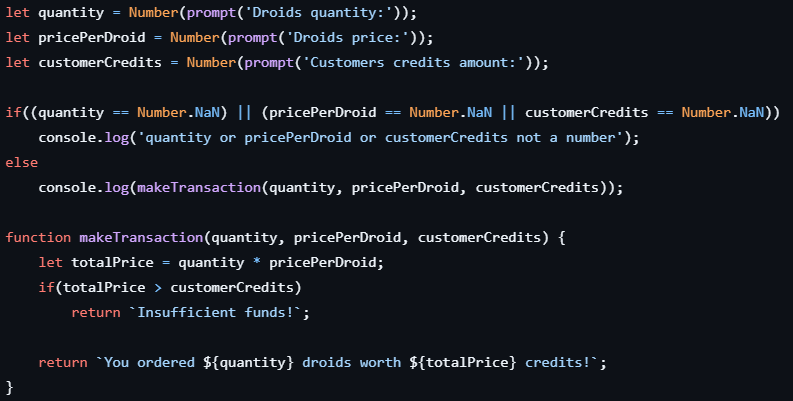 let quantity = Number(prompt('Droids quantity:'));
let pricePerDroid = Number(prompt('Droids price:'));
let customerCredits = Number(prompt('Customers credits amount:'));

if((quantity == Number.NaN) || (pricePerDroid == Number.NaN || customerCredits == Number.NaN))
    console.log('quantity or pricePerDroid or customerCredits not a number');
else
    console.log(makeTransaction(quantity, pricePerDroid, customerCredits));

function makeTransaction(quantity, pricePerDroid, customerCredits) {
    let totalPrice = quantity * pricePerDroid;
    if(totalPrice > customerCredits)
        return `Insufficient funds!`;

    return `You ordered ${quantity} droids worth ${totalPrice} credits!`;
}